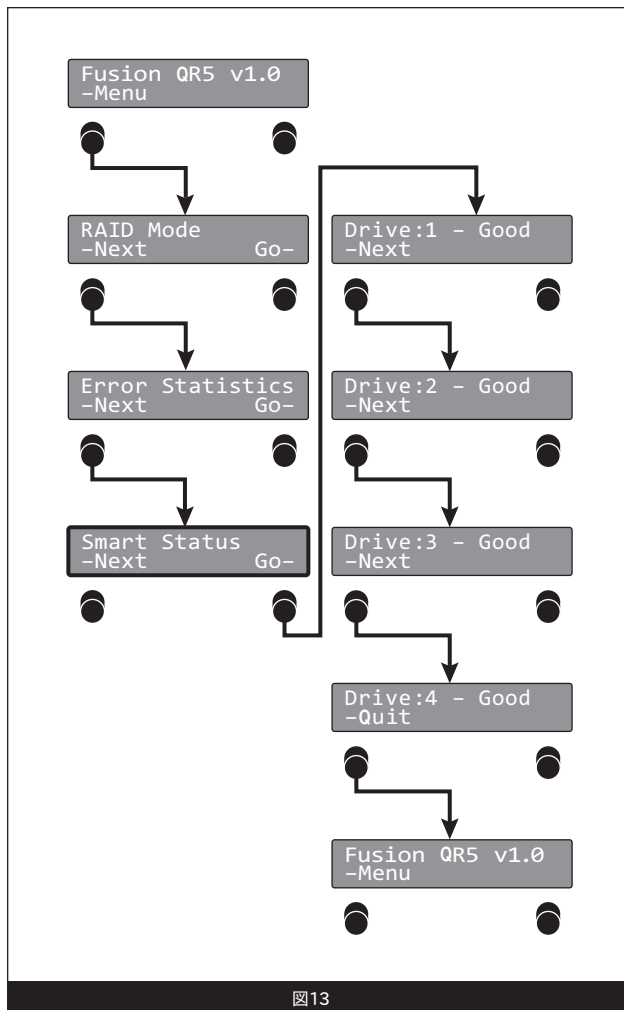 Fusion QR5 v1.0
–Menu
RAID Mode
–Next Go–
Error Statistics
–Next Go–
Smart Status
–Next Go–
Drive:1 – Good
–Next
Drive:2 – Good
–Next
Drive:3 – Good
–Next
Drive:4 – Good
–Quit
Fusion QR5 v1.0
–Menu
図13